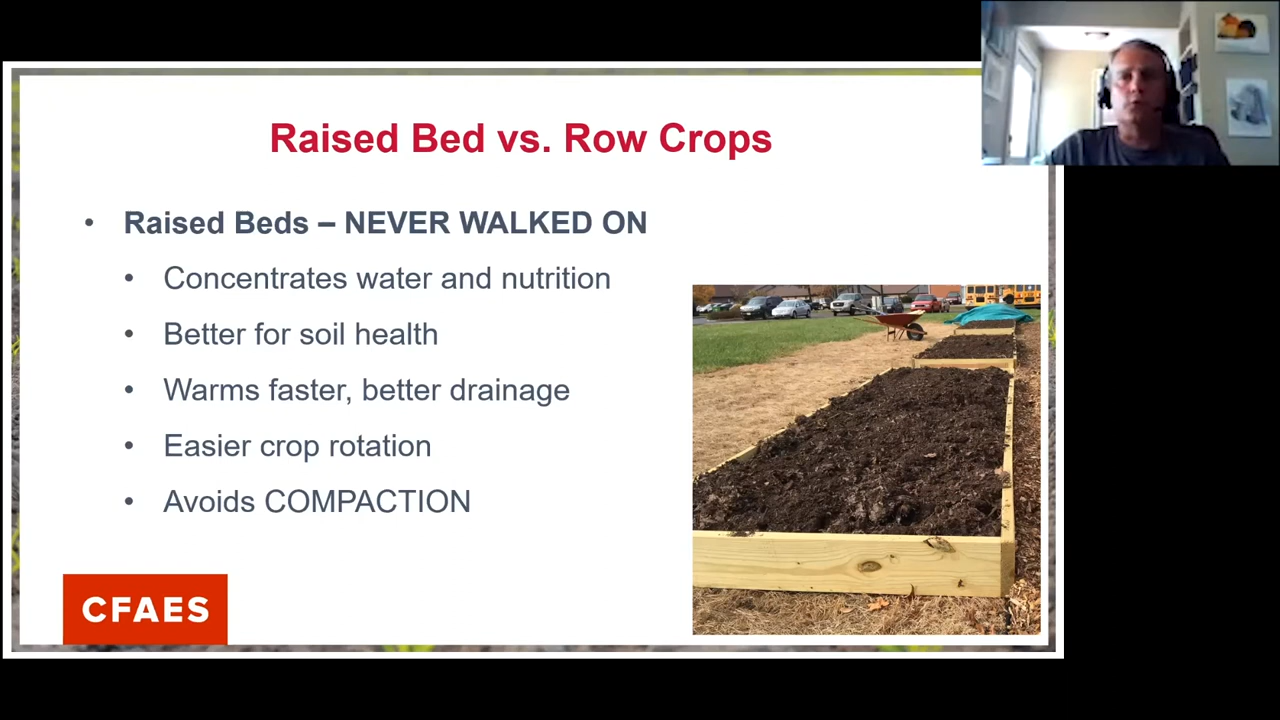 Raised Bed vs. Row Crops
• Raised Beds – NEVER WALKED ON
• Concentrates water and nutrition
• Better for soil health
• Warms faster, better drainage
• Easier crop rotation
• Avoids COMPACTION
CFAES